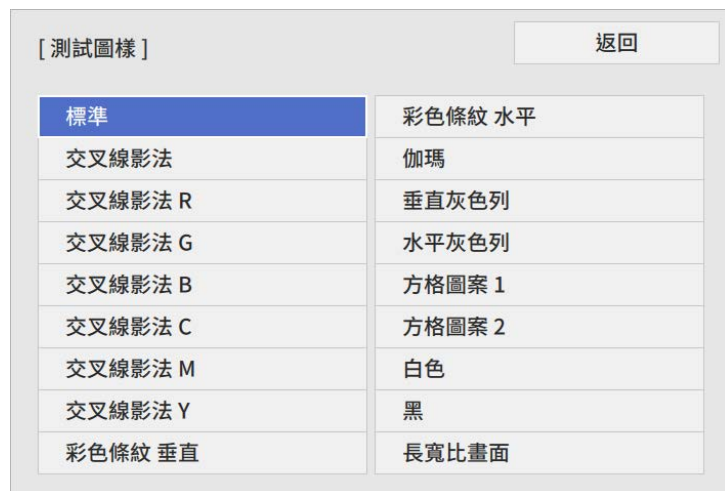 [ 測試圖樣 ]
返回
標準
交叉線影法
交叉線影法 R
交叉線影法 G
交叉線影法 B
交叉線影法 C
交叉線影法 M
交叉線影法 Y
彩色條紋 垂直
彩色條紋 水平
伽瑪
垂直灰色列
水平灰色列
方格圖案 1
方格圖案 2
白色
黑
長寬比畫面